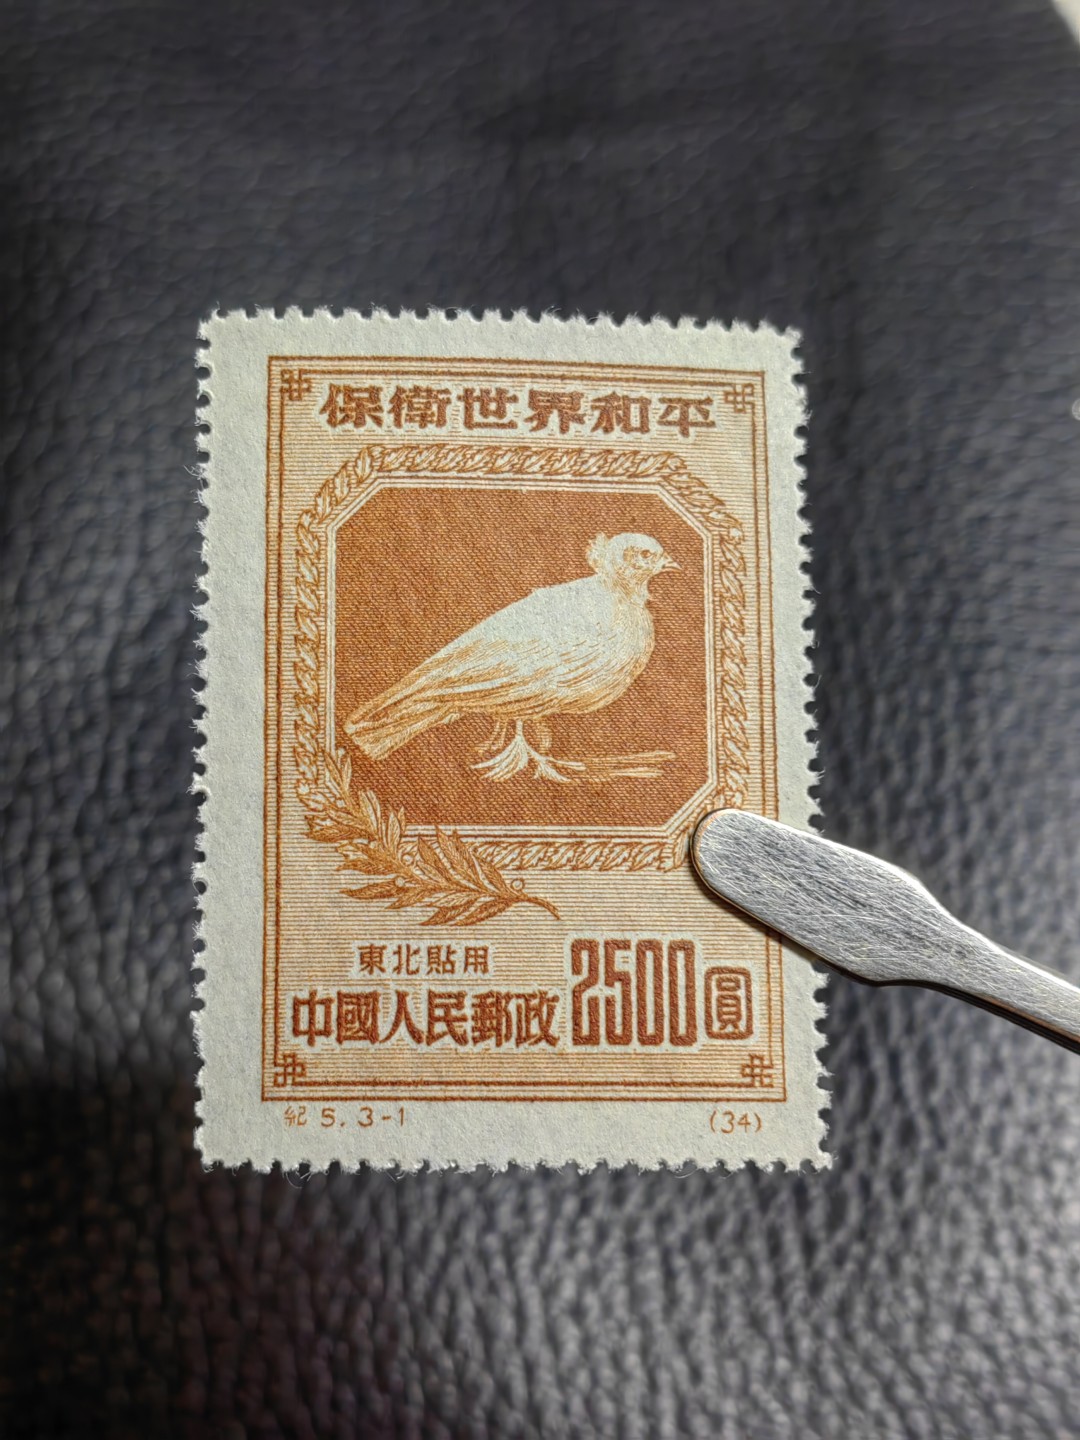 保衛世界和平
東北貼用
中國人民郵政 2500圓
紀 5. 3-1 (34)